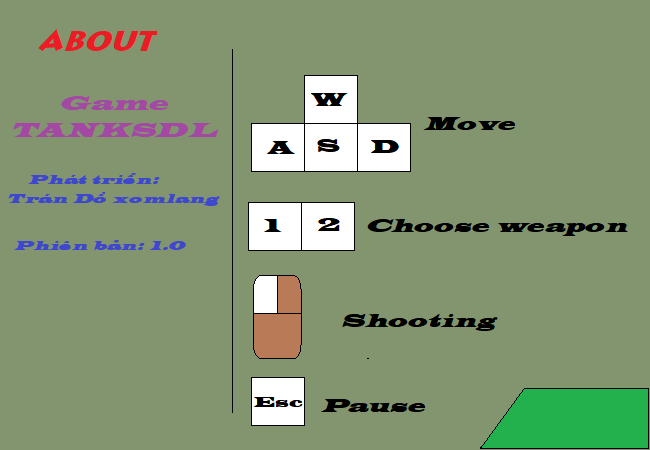 ABOUT
Game
TANKSDL
Phát triển:
Trán Dổ xomlang
Phiên bản: 1.0
W
A S D
Move
1 2
Choose weapon
Shooting
Esc
Pause